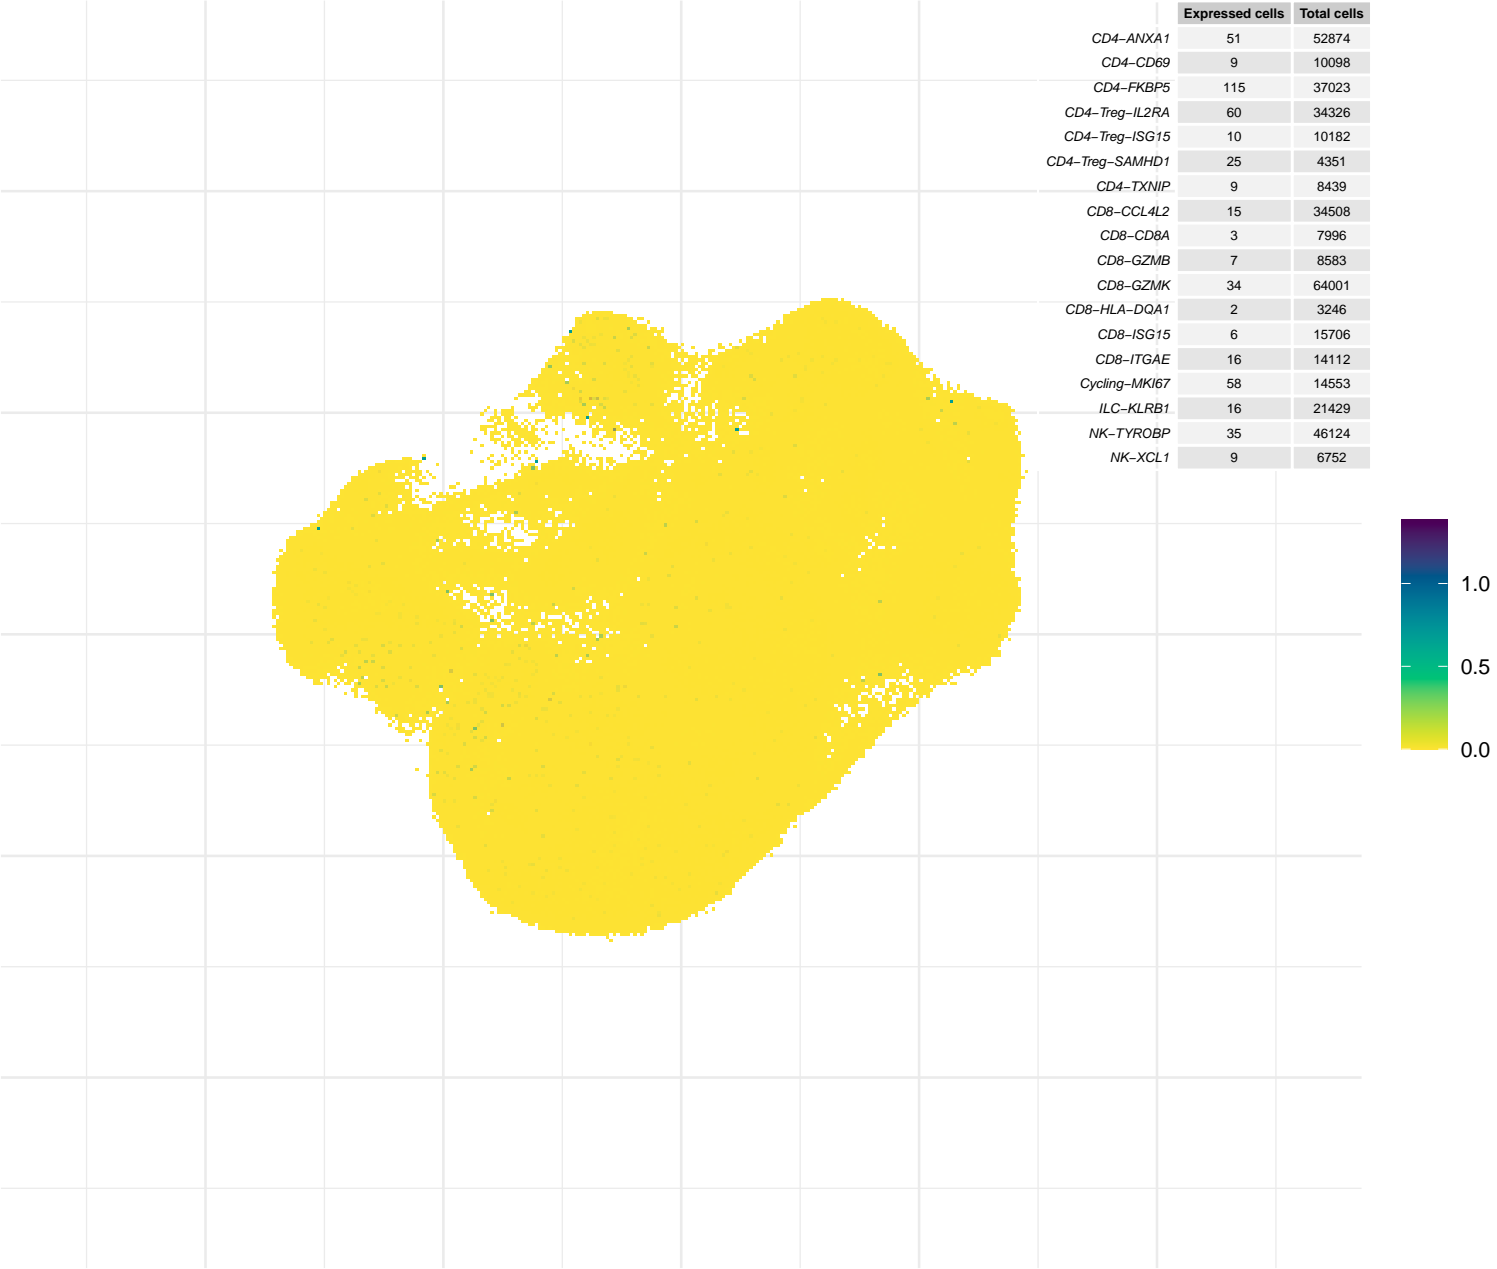 Expressed cells Total cells
CD4−ANXA1 51 52874
CD4−CD69 9 10098
CD4−FKBP5 115 37023
CD4−Treg−IL2RA 60 34326
CD4−Treg−ISG15 10 10182
CD4−Treg−SAMHD1 25 4351
CD4−TXNIP 9 8439
CD8−CCL4L2 15 34508
CD8−CD8A 3 7996
CD8−GZMB 7 8583
CD8−GZMK 34 64001
CD8−HLA−DQA1 2 3246
CD8−ISG15 6 15706
CD8−ITGAE 16 14112
Cycling−MKI67 58 14553
ILC−KLRB1 16 21429
NK−TYROBP 35 46124
NK−XCL1 9 6752
1.0
0.5
0.0